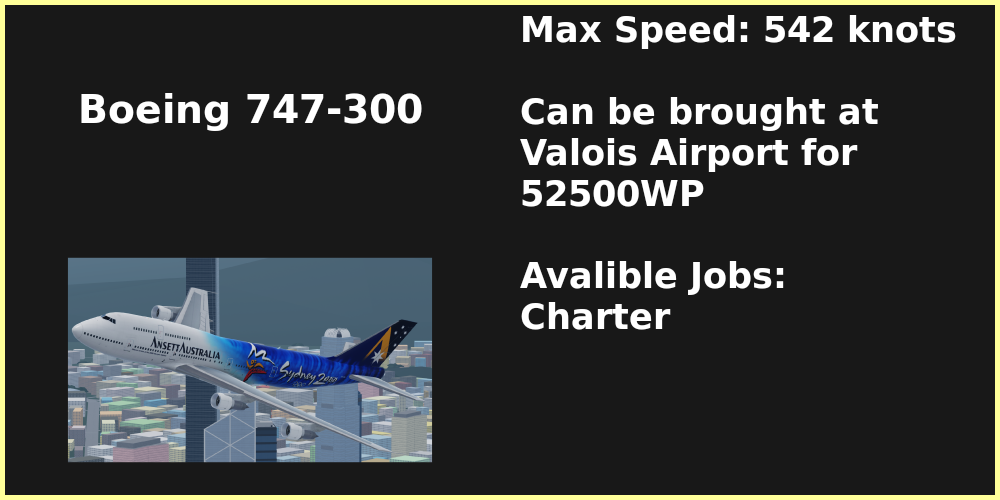 Max Speed: 542 knots
Boeing 747-300
Can be brought at
Valois Airport for
52500WP
Avalible Jobs:
Charter
ANSETT AUSTRALIA
Sydney 2000